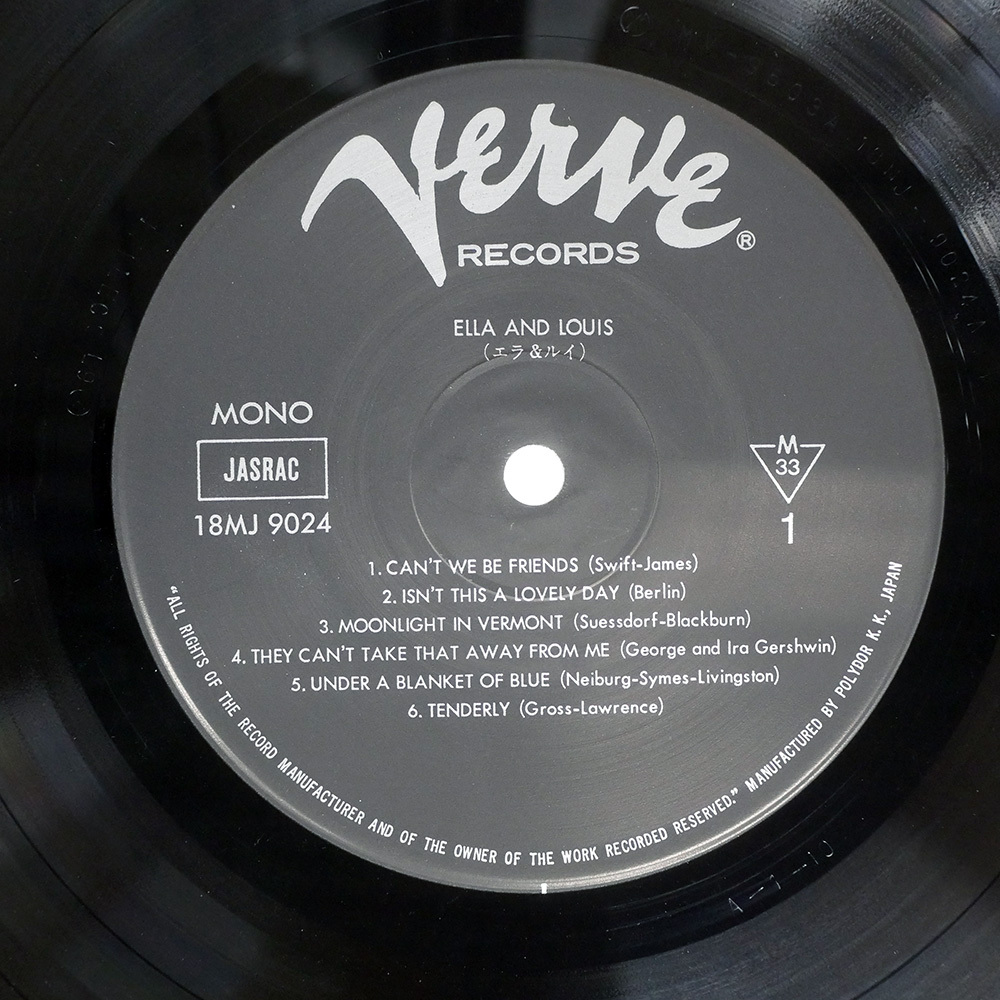 Verve
RECORDS ®
ELLA AND LOUIS
(エラ&ルイ)
MONO
JASRAC
18MJ 9024
M
33
1
1. CAN'T WE BE FRIENDS (Swift-James)
2. ISN'T THIS A LOVELY DAY (Berlin)
3. MOONLIGHT IN VERMONT (Suessdorf-Blackburn)
4. THEY CAN'T TAKE THAT AWAY FROM ME (George and Ira Gershwin)
5. UNDER A BLANKET OF BLUE (Neiburg-Symes-Livingston)
6. TENDERLY (Gross-Lawrence)
"ALL RIGHTS OF THE RECORD MANUFACTURER AND OF THE OWNER OF THE WORK RECORDED RESERVED." MANUFACTURED BY POLYDOR K. K., JAPAN
A-1-10